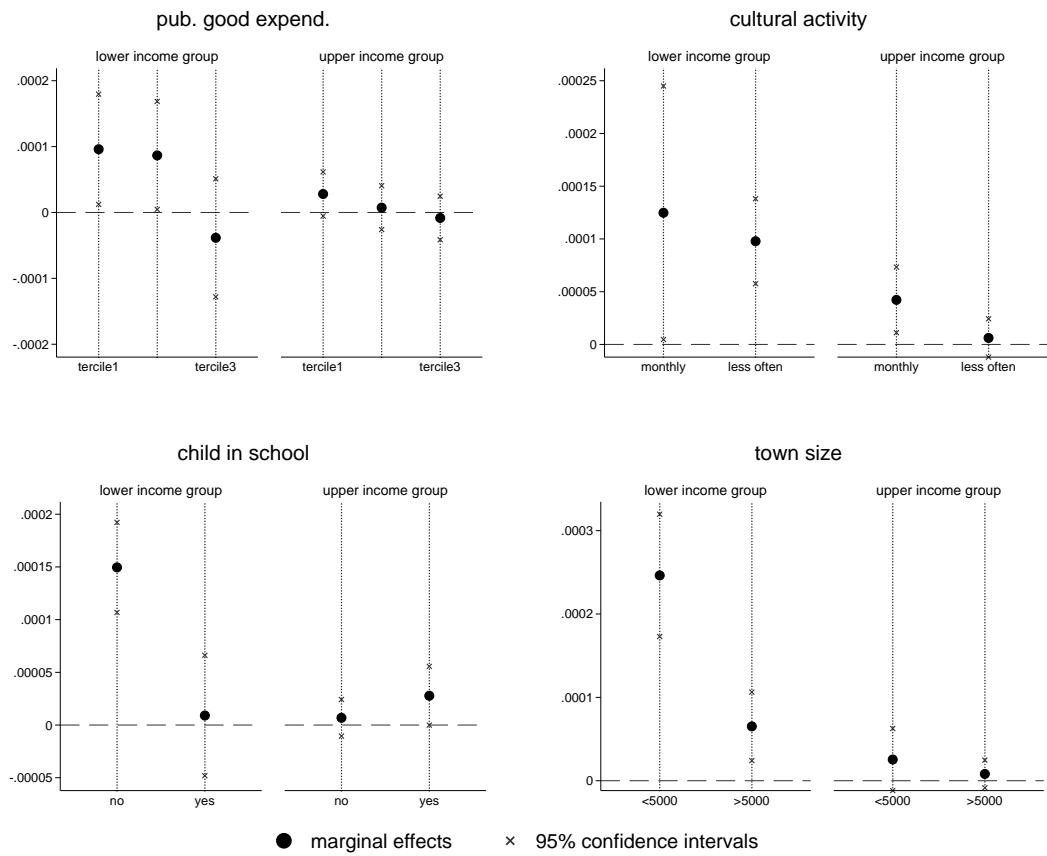 pub. good expend.
lower income group
upper income group
.0002
.0001
0
-.0001
-.0002
tercile1
tercile3
tercile1
tercile3
cultural activity
lower income group
upper income group
.00025
.0002
.00015
.0001
.00005
0
monthly
less often
monthly
less often
child in school
lower income group
upper income group
.0002
.00015
.0001
.00005
0
-.00005
no
yes
no
yes
town size
lower income group
upper income group
.0003
.0002
.0001
0
<5000
>5000
<5000
>5000
marginal effects
95% confidence intervals